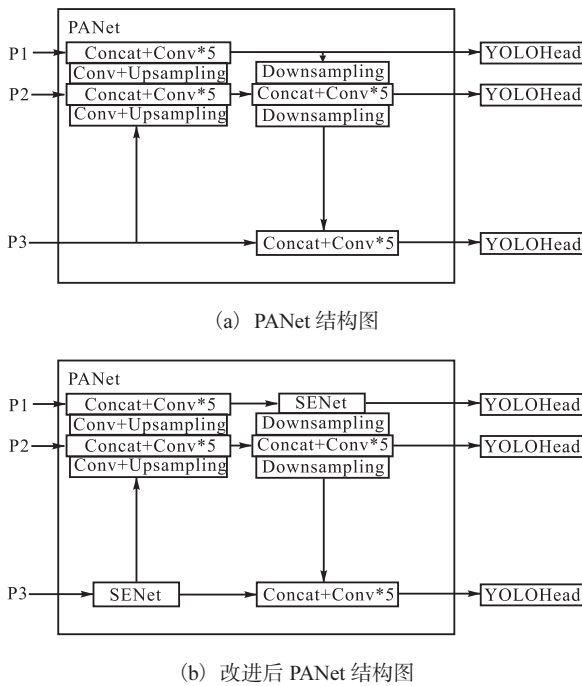 PANet
P1 Concat+Conv*5 YOLOHead
Conv+Upsampling Downsampling
P2 Concat+Conv*5 Concat+Conv*5 YOLOHead
Conv+Upsampling Downsampling
P3 Concat+Conv*5 YOLOHead
(a) PANet 结构图
PANet
P1 Concat+Conv*5 SENet YOLOHead
Conv+Upsampling Downsampling
P2 Concat+Conv*5 Concat+Conv*5 YOLOHead
Conv+Upsampling Downsampling
P3 SENet Concat+Conv*5 YOLOHead
(b) 改进后 PANet 结构图